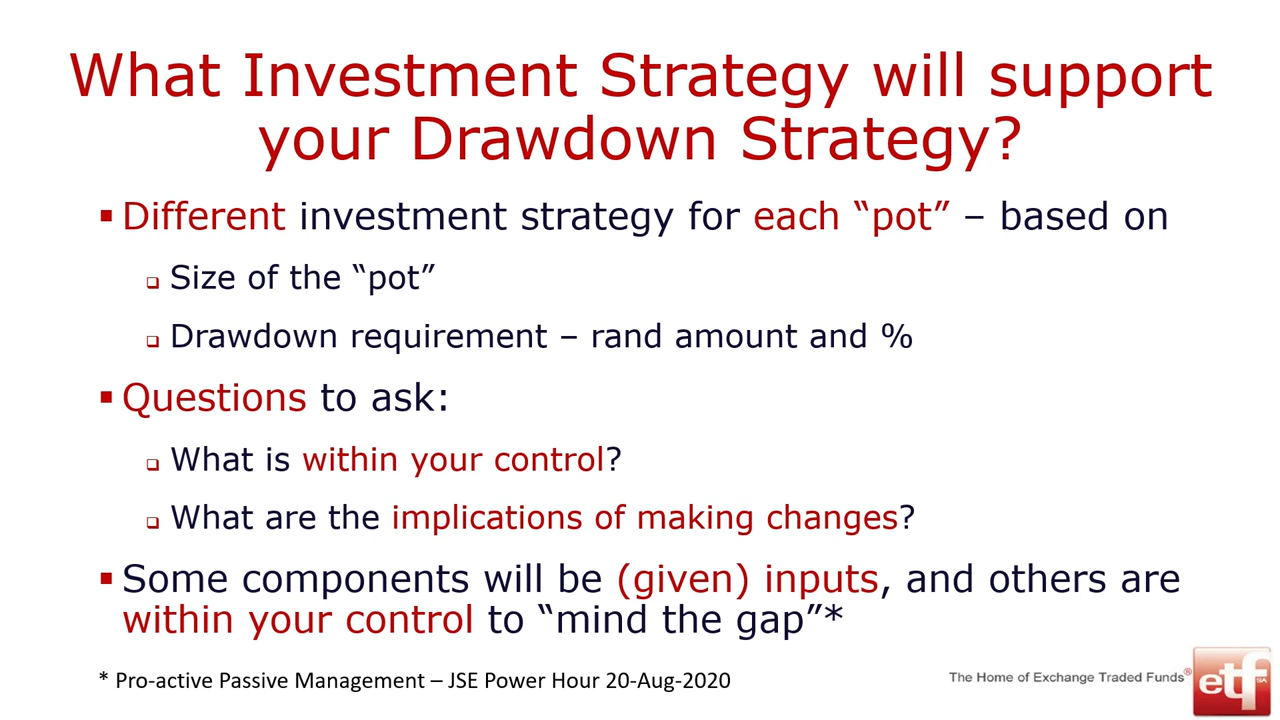 What Investment Strategy will support
your Drawdown Strategy?
Different investment strategy for each “pot” – based on
Size of the “pot”
Drawdown requirement – rand amount and %
Questions to ask:
What is within your control?
What are the implications of making changes?
Some components will be (given) inputs, and others are
within your control to “mind the gap”*
* Pro-active Passive Management – JSE Power Hour 20-Aug-2020
The Home of Exchange Traded Funds®
etf
SA